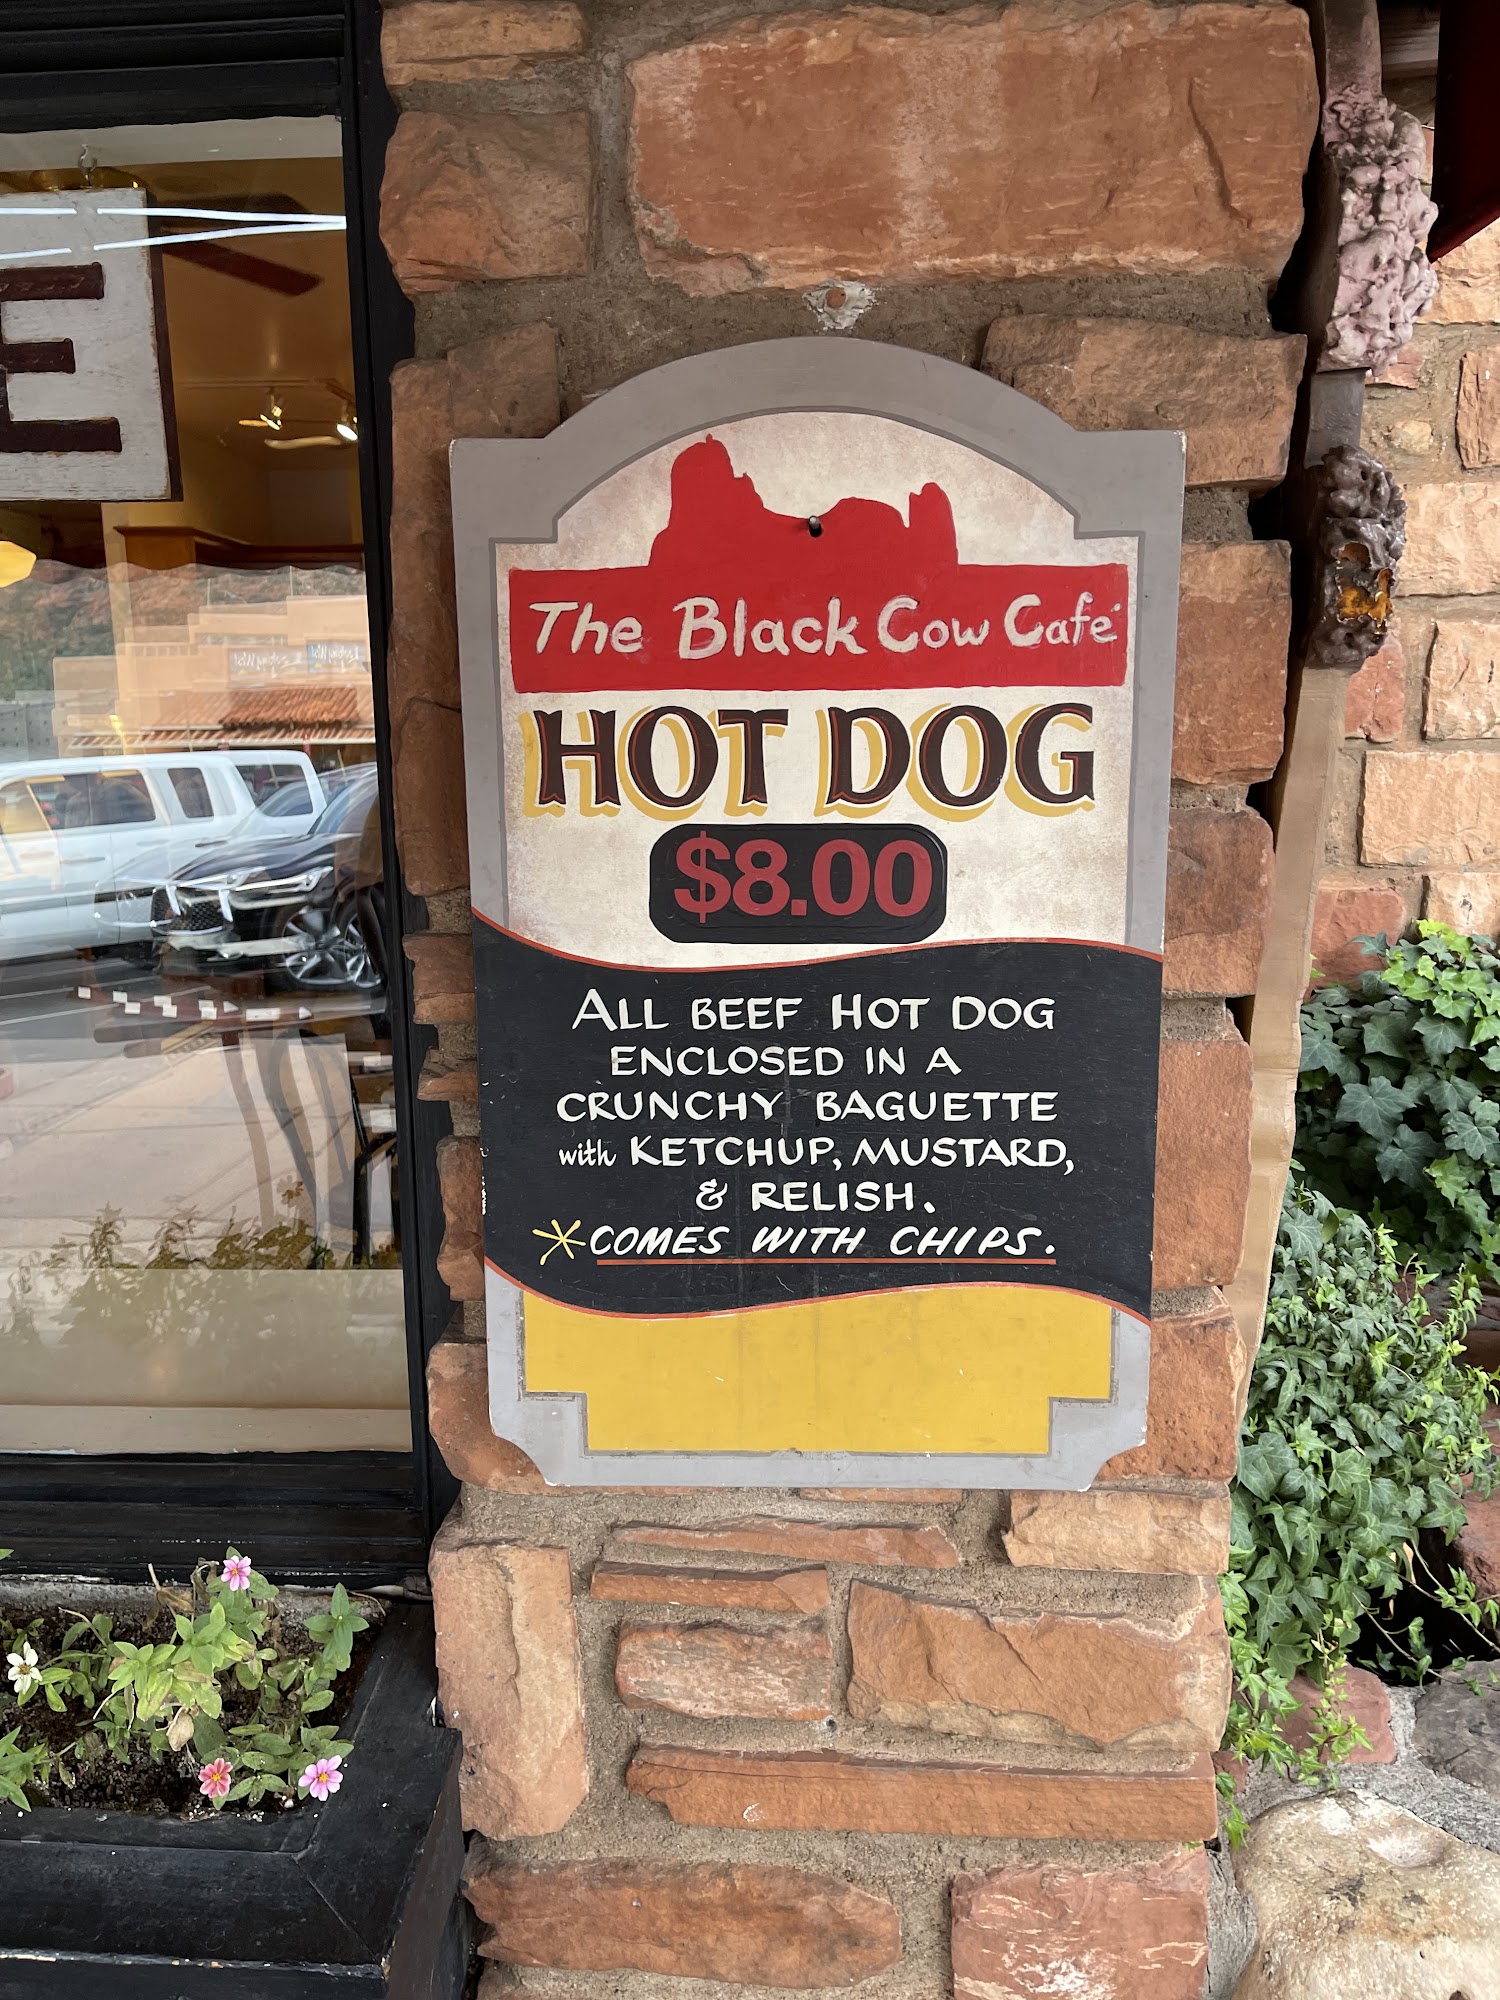 E
The Black Cow Café
HOT DOG
$8.00
ALL BEEF HOT DOG
ENCLOSED IN A
CRUNCHY BAGUETTE
with KETCHUP, MUSTARD,
& RELISH.
*COMES WITH CHIPS.